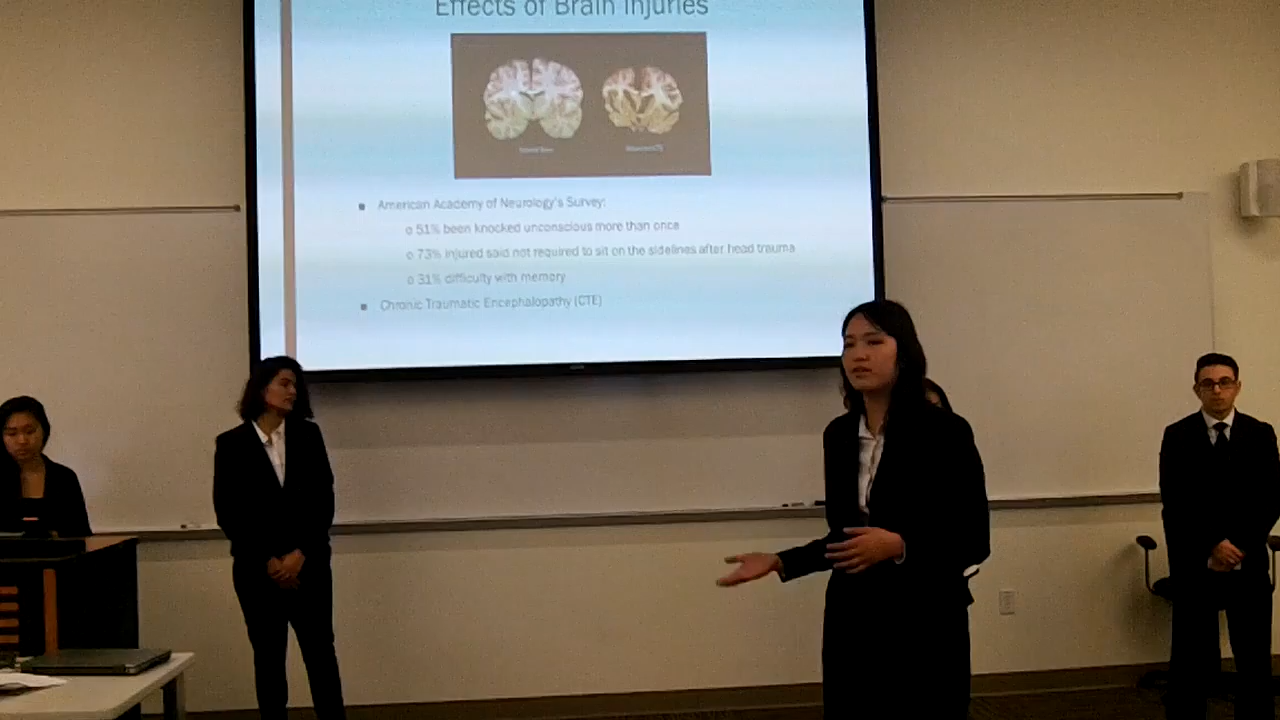 Effects of Brain Injuries
American Academy of Neurology's Survey:
51% been knocked unconscious more than once
73% injured said not required to sit on the sidelines after head trauma
31% difficulty with memory
Chronic Traumatic Encephalopathy (CTE)